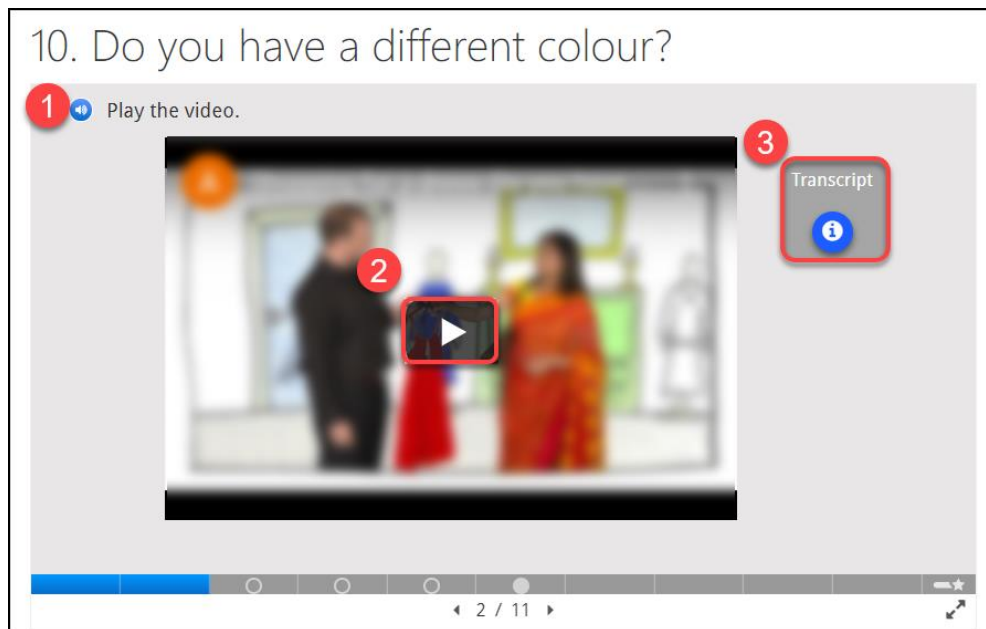 10. Do you have a different colour?
1 Play the video.
3
Transcript
2
2 / 11